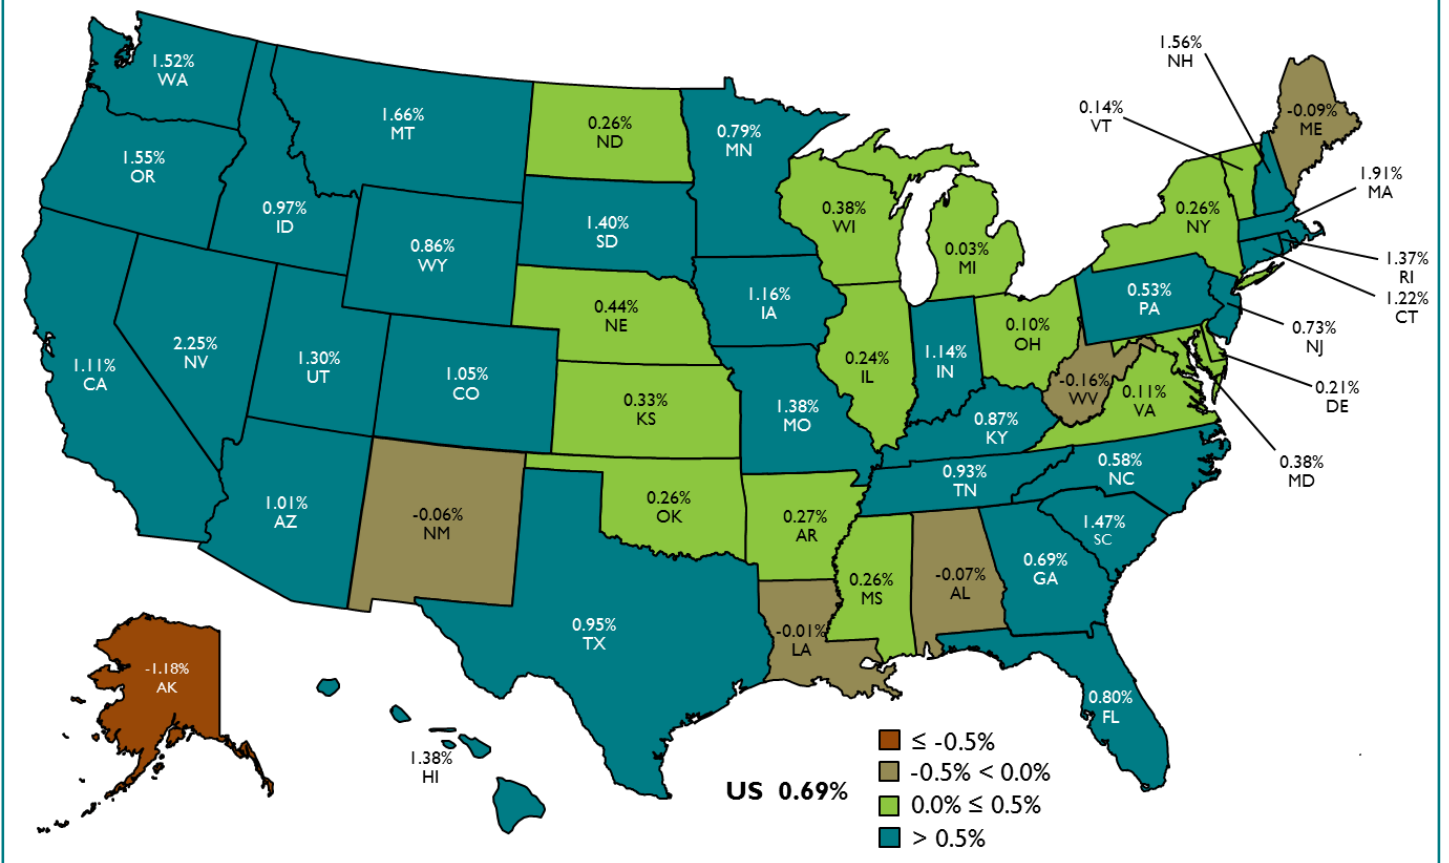 1.56%
NH
1.52%
WA
-0.09%
ME
0.14%
VT
1.66%
MT
0.26%
ND
0.79%
MN
1.55%
OR
1.91%
MA
0.97%
ID
1.40%
SD
0.38%
WI
0.26%
NY
0.86%
WY
0.03%
MI
1.37%
RI
1.16%
IA
0.53%
PA
1.22%
CT
0.44%
NE
0.10%
OH
0.73%
NJ
2.25%
NV
1.30%
UT
1.11%
CA
0.24%
IL
1.14%
IN
1.05%
CO
-0.16%
WV
0.11%
VA
0.21%
DE
0.33%
KS
1.38%
MO
0.87%
KY
0.38%
MD
0.58%
NC
0.93%
TN
1.01%
AZ
-0.06%
NM
0.26%
OK
0.27%
AR
1.47%
SC
0.69%
GA
0.26%
MS
-0.07%
AL
0.95%
TX
-0.01%
LA
-1.18%
AK
0.80%
FL
1.38%
HI
US 0.69%
≤ -0.5%
-0.5% < 0.0%
0.0% ≤ 0.5%
> 0.5%